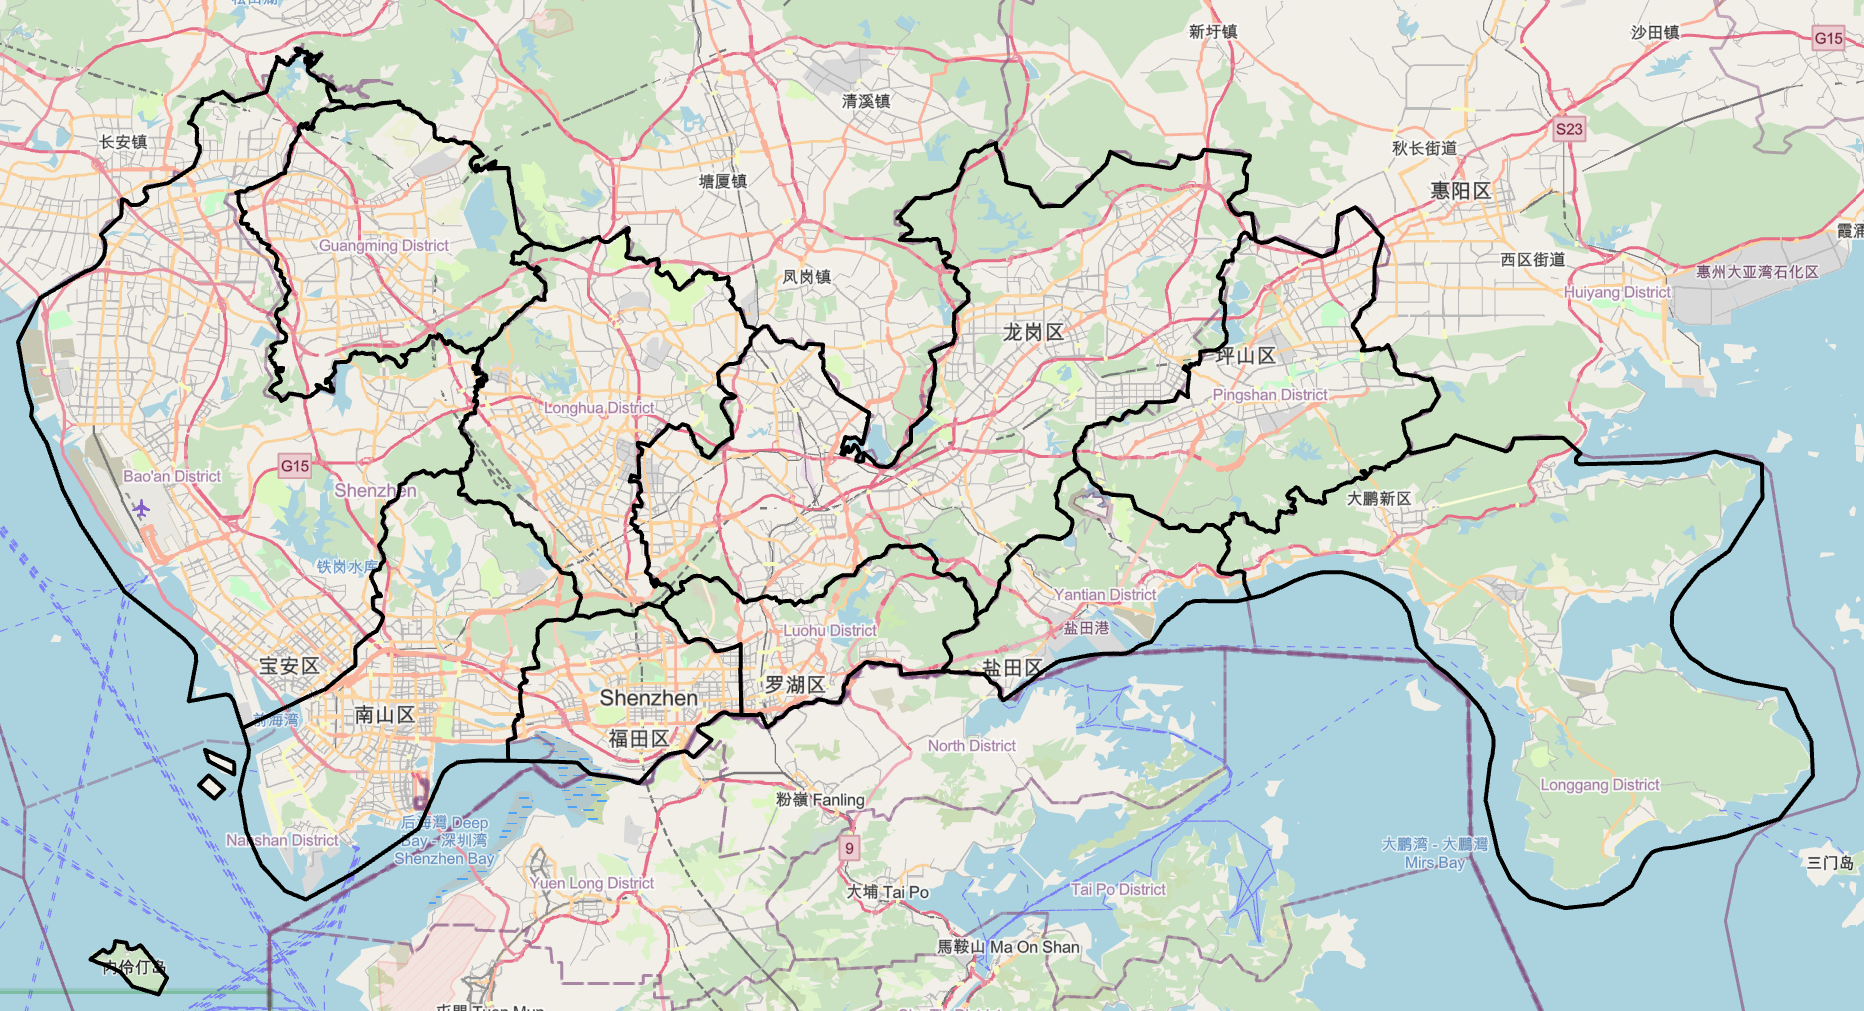 新圩镇
沙田镇
G15
清溪镇
S23
长安镇
秋长街道
塘厦镇
惠阳区
Guangming District
西区街道
惠州大亚湾石化区
凤岗镇
Huiyang District
龙岗区
坪山区
Pingshan District
Longhua District
G15
Bao'an District
Shenzhen
大鹏新区
铁岗水库
Yantian District
Luohu District
盐田港
宝安区
盐田区
罗湖区
Shenzhen
南山区
前海湾
福田区
North District
Longgang District
粉嶺 Fanling
后海灣 Deep
Bay - 深圳湾
Shenzhen Bay
Nanshan District
9
大鹏湾 - 大鵬灣
Mirs Bay
三门岛
Yuen Long District
大埔 Tai Po
Tai Po District
馬鞍山 Ma On Shan
内伶仃岛